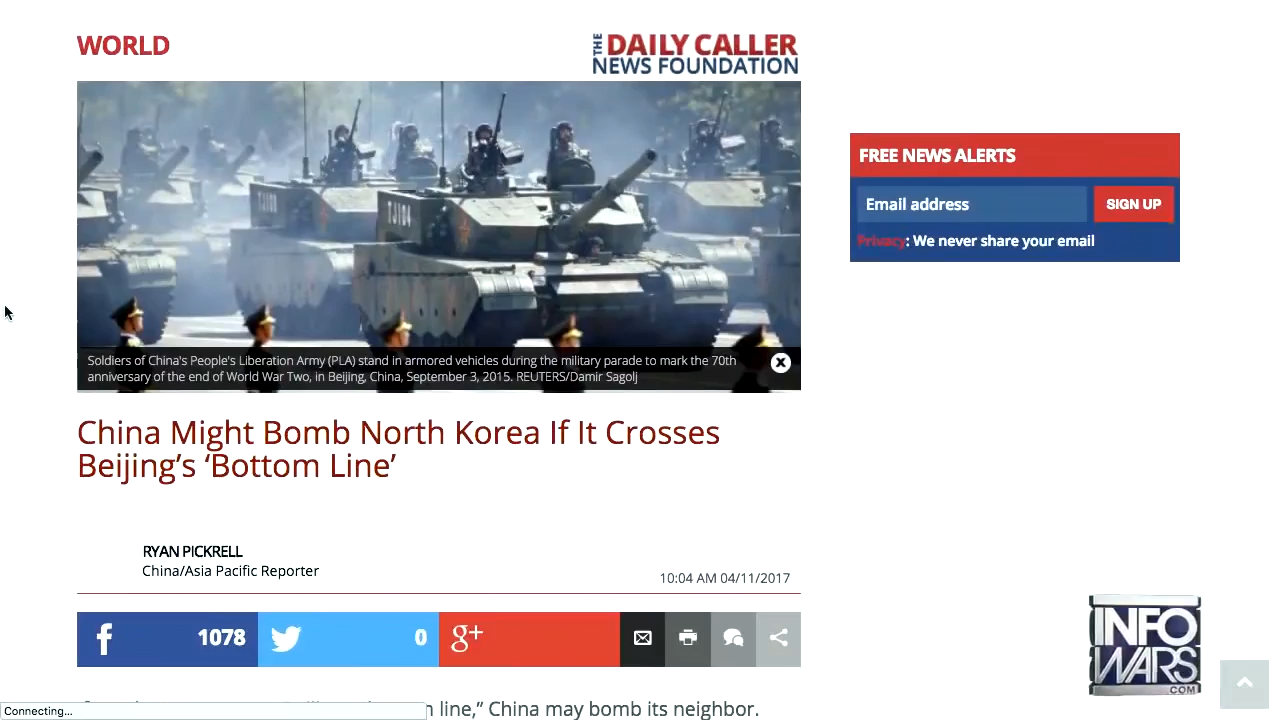 WORLD
THE DAILY CALLER
NEWS FOUNDATION
Soldiers of China's People's Liberation Army (PLA) stand in armored vehicles during the military parade to mark the 70th
anniversary of the end of World War Two, in Beijing, China, September 3, 2015. REUTERS/Damir Sagolj
FREE NEWS ALERTS
Email address
SIGN UP
Privacy: We never share your email
China Might Bomb North Korea If It Crosses
Beijing’s ‘Bottom Line’
RYAN PICKRELL
China/Asia Pacific Reporter
10:04 AM 04/11/2017
f 1078
0
g+
line,” China may bomb its neighbor.
Connecting...
INFO
WARS
.COM